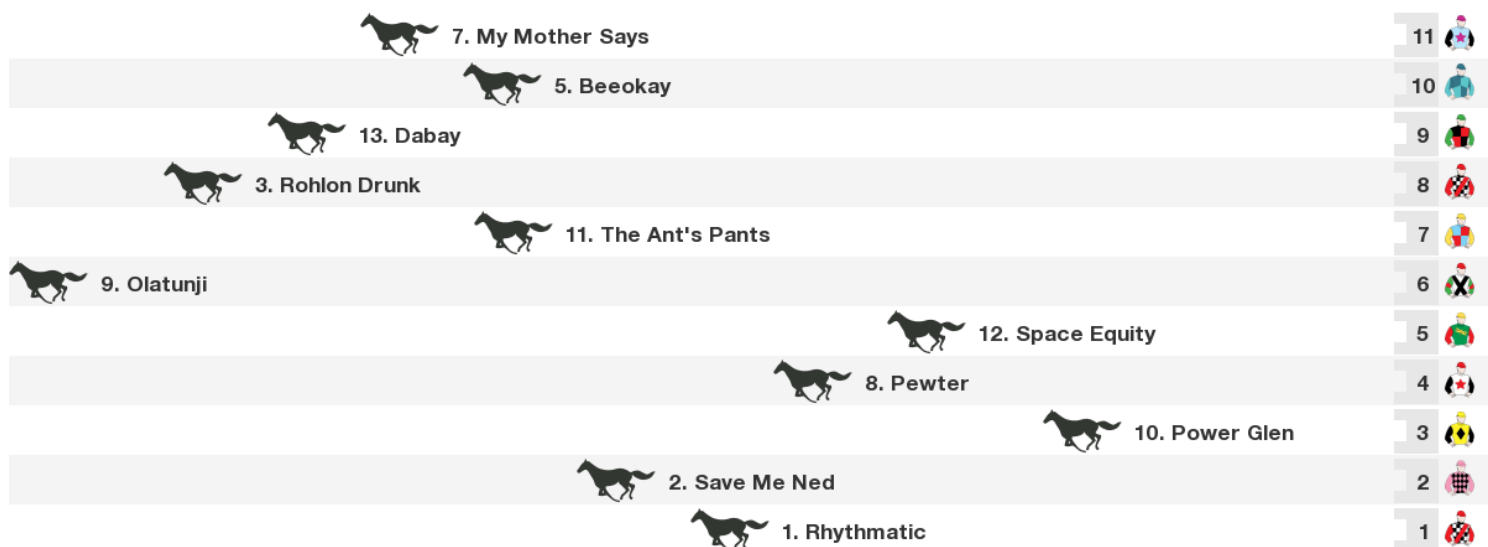 7. My Mother Says 11
5. Beeokay 10
13. Dabay 9
3. Rohlon Drunk 8
11. The Ant's Pants 7
9. Olatunji 6
12. Space Equity 5
8. Pewter 4
10. Power Glen 3
2. Save Me Ned 2
1. Rhythmatic 1